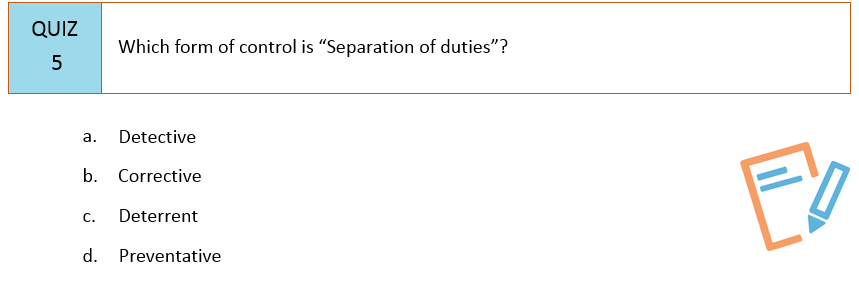 QUIZ
5
Which form of control is “Separation of duties”?
a. Detective
b. Corrective
c. Deterrent
d. Preventative